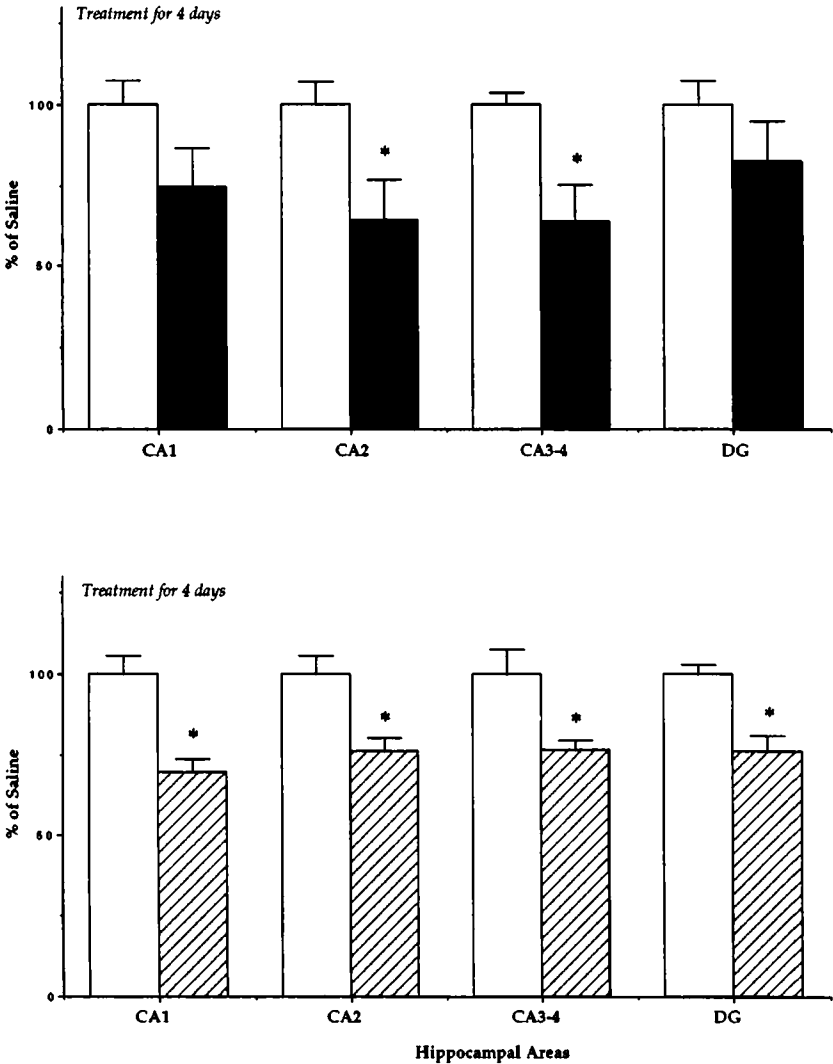 Treatment for 4 days
% of Saline
100
*
*
50
0
CA1 CA2 CA3-4 DG
Treatment for 4 days
% of Saline
100
* * * *
50
0
CA1 CA2 CA3-4 DG
Hippocampal Areas